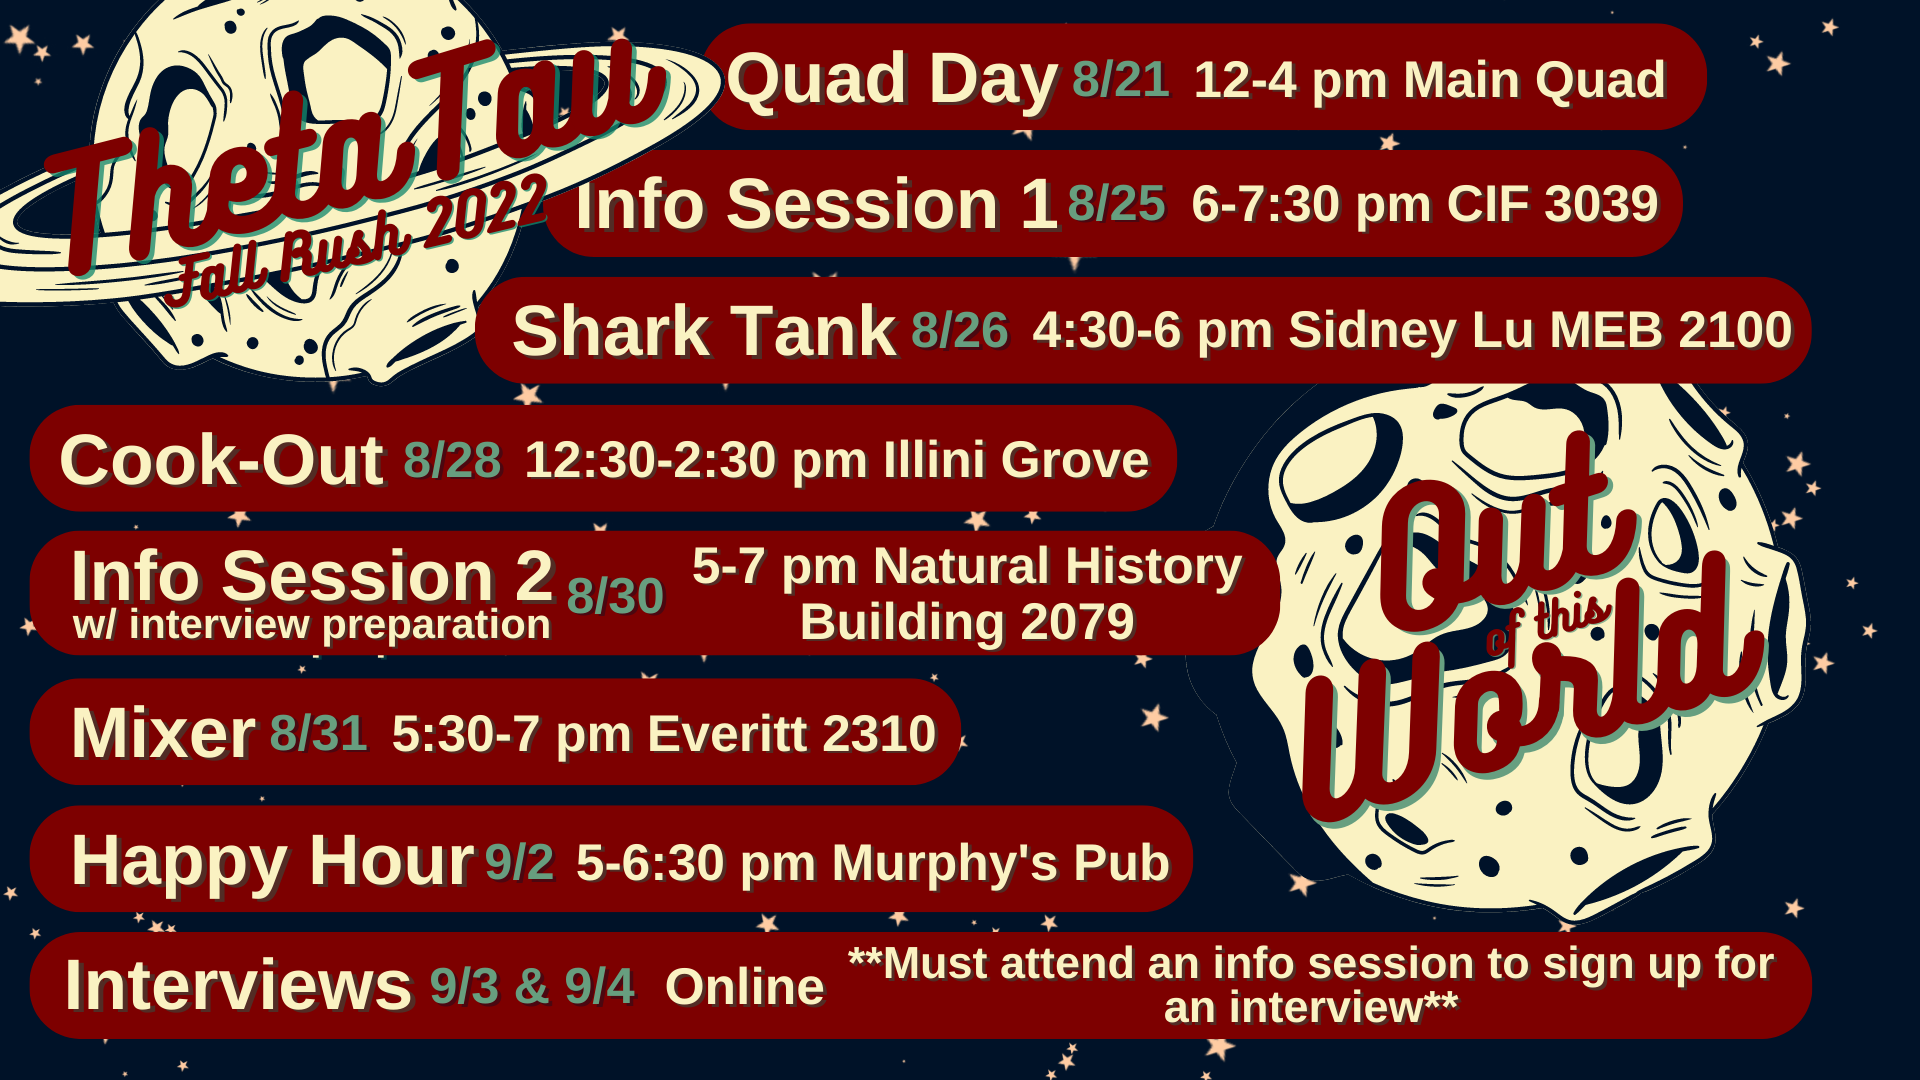 Theta Tau
Fall Rush 2022
Quad Day 8/21 12-4 pm Main Quad
Info Session 1 8/25 6-7:30 pm CIF 3039
Shark Tank 8/26 4:30-6 pm Sidney Lu MEB 2100
Cook-Out 8/28 12:30-2:30 pm Illini Grove
Info Session 2
w/ interview preparation
8/30
5-7 pm Natural History
Building 2079
Out
of this
World
Mixer 8/31 5:30-7 pm Everitt 2310
Happy Hour 9/2 5-6:30 pm Murphy's Pub
Interviews 9/3 & 9/4 Online
**Must attend an info session to sign up for
an interview**